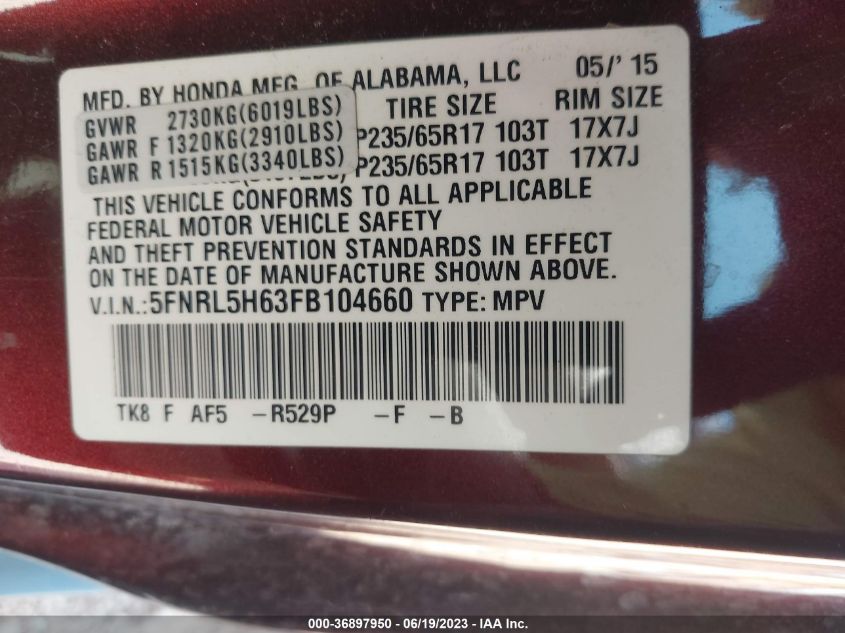 MFD. BY HONDA MFG. OF ALABAMA, LLC 05/' 15
GVWR 2730KG(6019LBS) TIRE SIZE RIM SIZE
GAWR F 1320KG(2910LBS) P235/65R17 103T 17X7J
GAWR R 1515KG(3340LBS) P235/65R17 103T 17X7J
THIS VEHICLE CONFORMS TO ALL APPLICABLE
FEDERAL MOTOR VEHICLE SAFETY
AND THEFT PREVENTION STANDARDS IN EFFECT
ON THE DATE OF MANUFACTURE SHOWN ABOVE.
V.I.N.:5FNRL5H63FB104660 TYPE: MPV
TK8 F AF5 -R529P -F -B
000-36897950 - 06/19/2023 - IAA Inc.